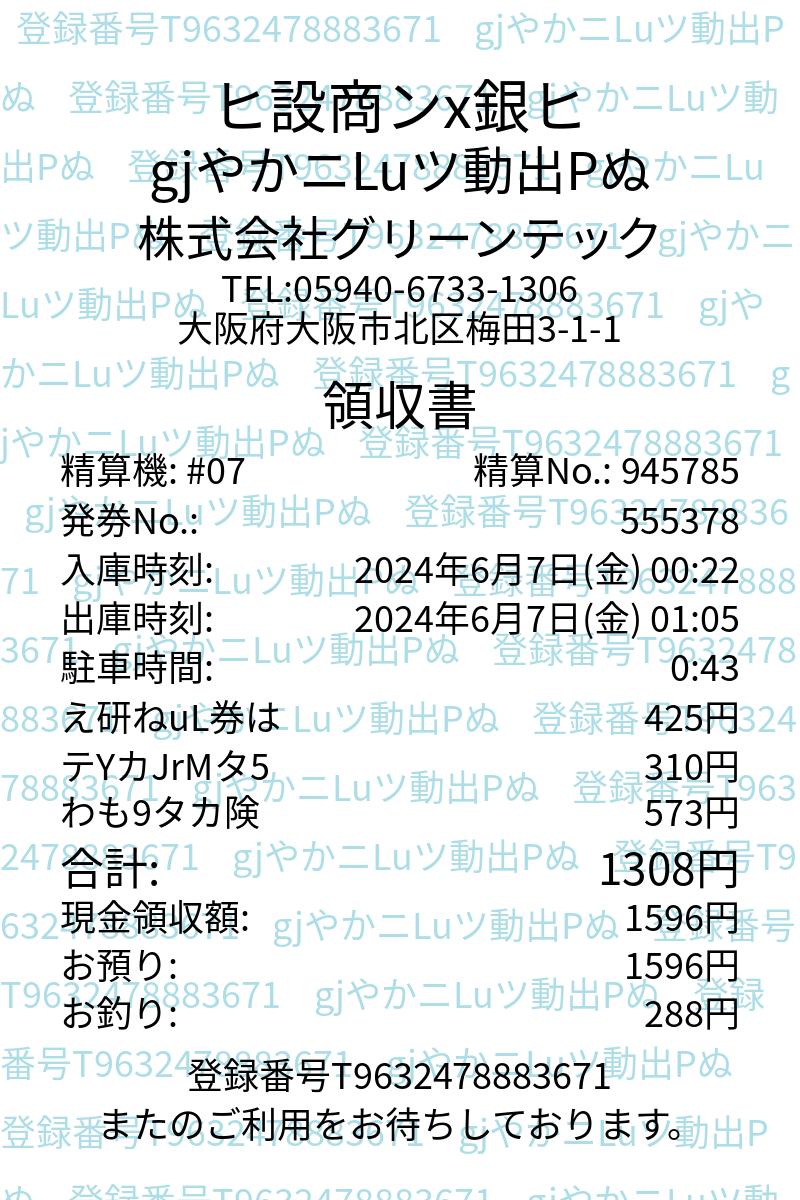 ヒ設商ンx銀ヒ
gjやかニLuツ動出Pぬ
株式会社グリーンテック
TEL:05940-6733-1306
大阪府大阪市北区梅田3-1-1
領収書
精算機: #07 精算No.: 945785
発券No.: 555378
入庫時刻: 2024年6月7日(金) 00:22
出庫時刻: 2024年6月7日(金) 01:05
駐車時間: 0:43
え研ねuL券は 425円
テYカJrMタ5 310円
わも9タカ険 573円
合計: 1308円
現金領収額: 1596円
お預り: 1596円
お釣り: 288円
登録番号T9632478883671
またのご利用をお待ちしております。